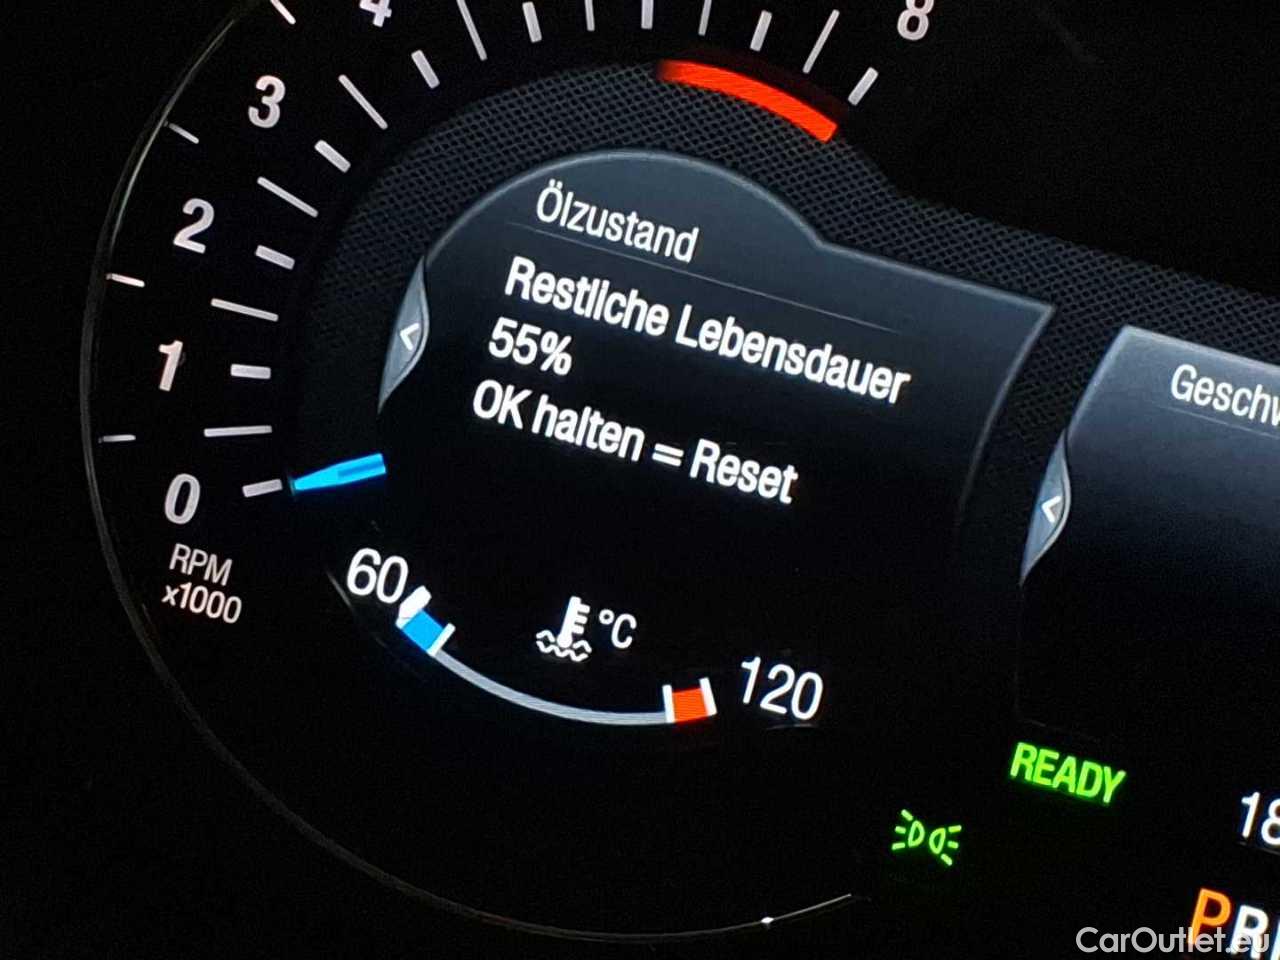 4
8
3
2
1
0
RPM
x1000
Ölzustand
Restliche Lebensdauer
55%
OK halten = Reset
60
°C
120
READY
P
CarOutlet.eu